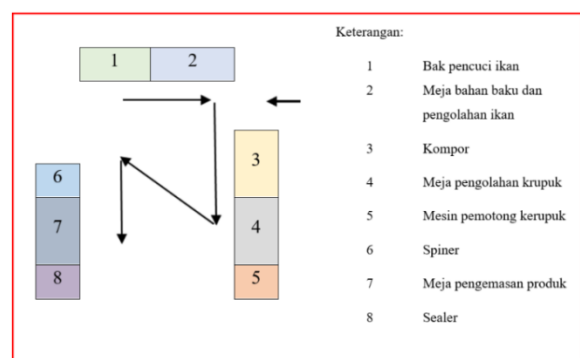 Keterangan:
1 2
3
4
5
6
7
8
1 Bak pencuci ikan
2 Meja bahan baku dan
pengolahan ikan
3 Kompor
4 Meja pengolahan krupuk
5 Mesin pemotong kerupuk
6 Spiner
7 Meja pengemasan produk
8 Sealer